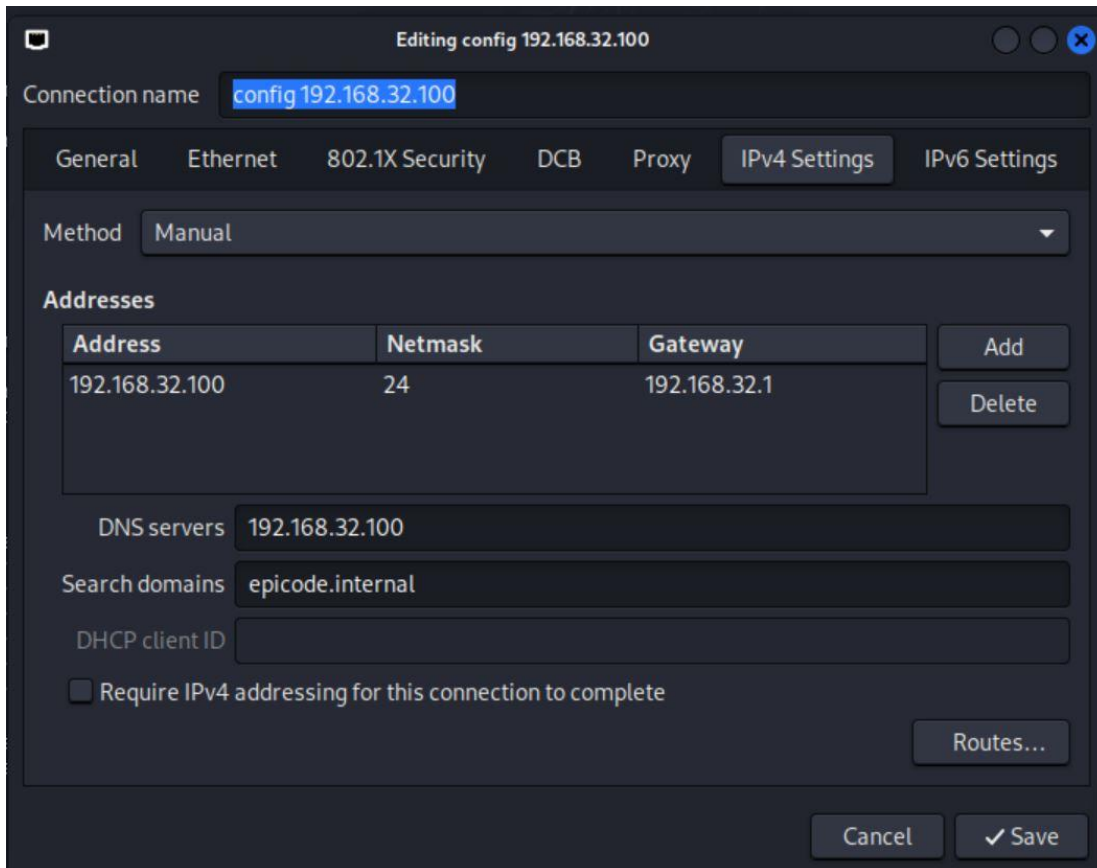 Editing config 192.168.32.100
Connection name config 192.168.32.100
General Ethernet 802.1X Security DCB Proxy IPv4 Settings IPv6 Settings
Method Manual
Addresses
Address Netmask Gateway Add
192.168.32.100 24 192.168.32.1
Delete
DNS servers 192.168.32.100
Search domains epicode.internal
DHCP client ID
Require IPv4 addressing for this connection to complete
Routes...
Cancel Save